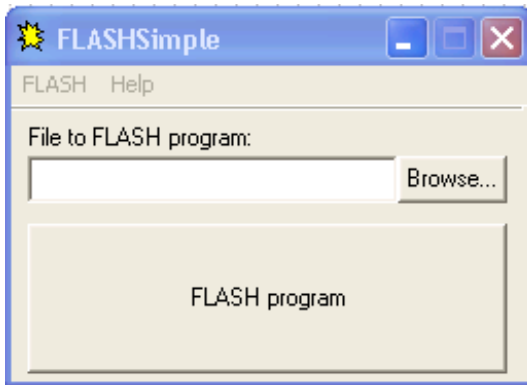 FLASHSimple
FLASH Help
File to FLASH program:
Browse...
FLASH program